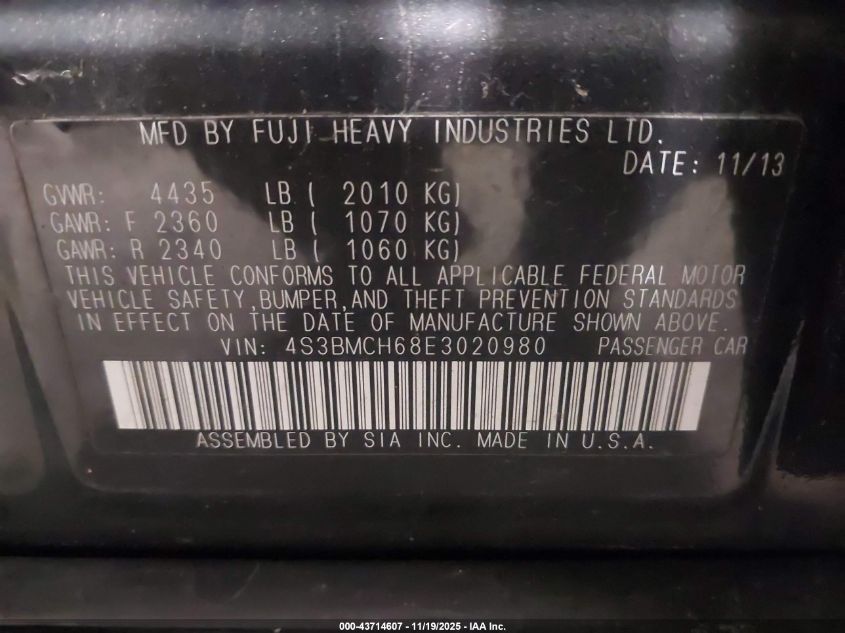 MFD BY FUJI HEAVY INDUSTRIES LTD.
DATE: 11/13
GVWR: 4435 LB ( 2010 KG)
GAWR: F 2360 LB ( 1070 KG)
GAWR: R 2340 LB ( 1060 KG)
THIS VEHICLE CONFORMS TO ALL APPLICABLE FEDERAL MOTOR
VEHICLE SAFETY,BUMPER,AND THEFT PREVENTION STANDARDS
IN EFFECT ON THE DATE OF MANUFACTURE SHOWN ABOVE.
VIN: 4S3BMCH68E3020980 PASSENGER CAR
ASSEMBLED BY SIA INC. MADE IN U.S.A.
000-43714607 - 11/19/2025 - IAA Inc.